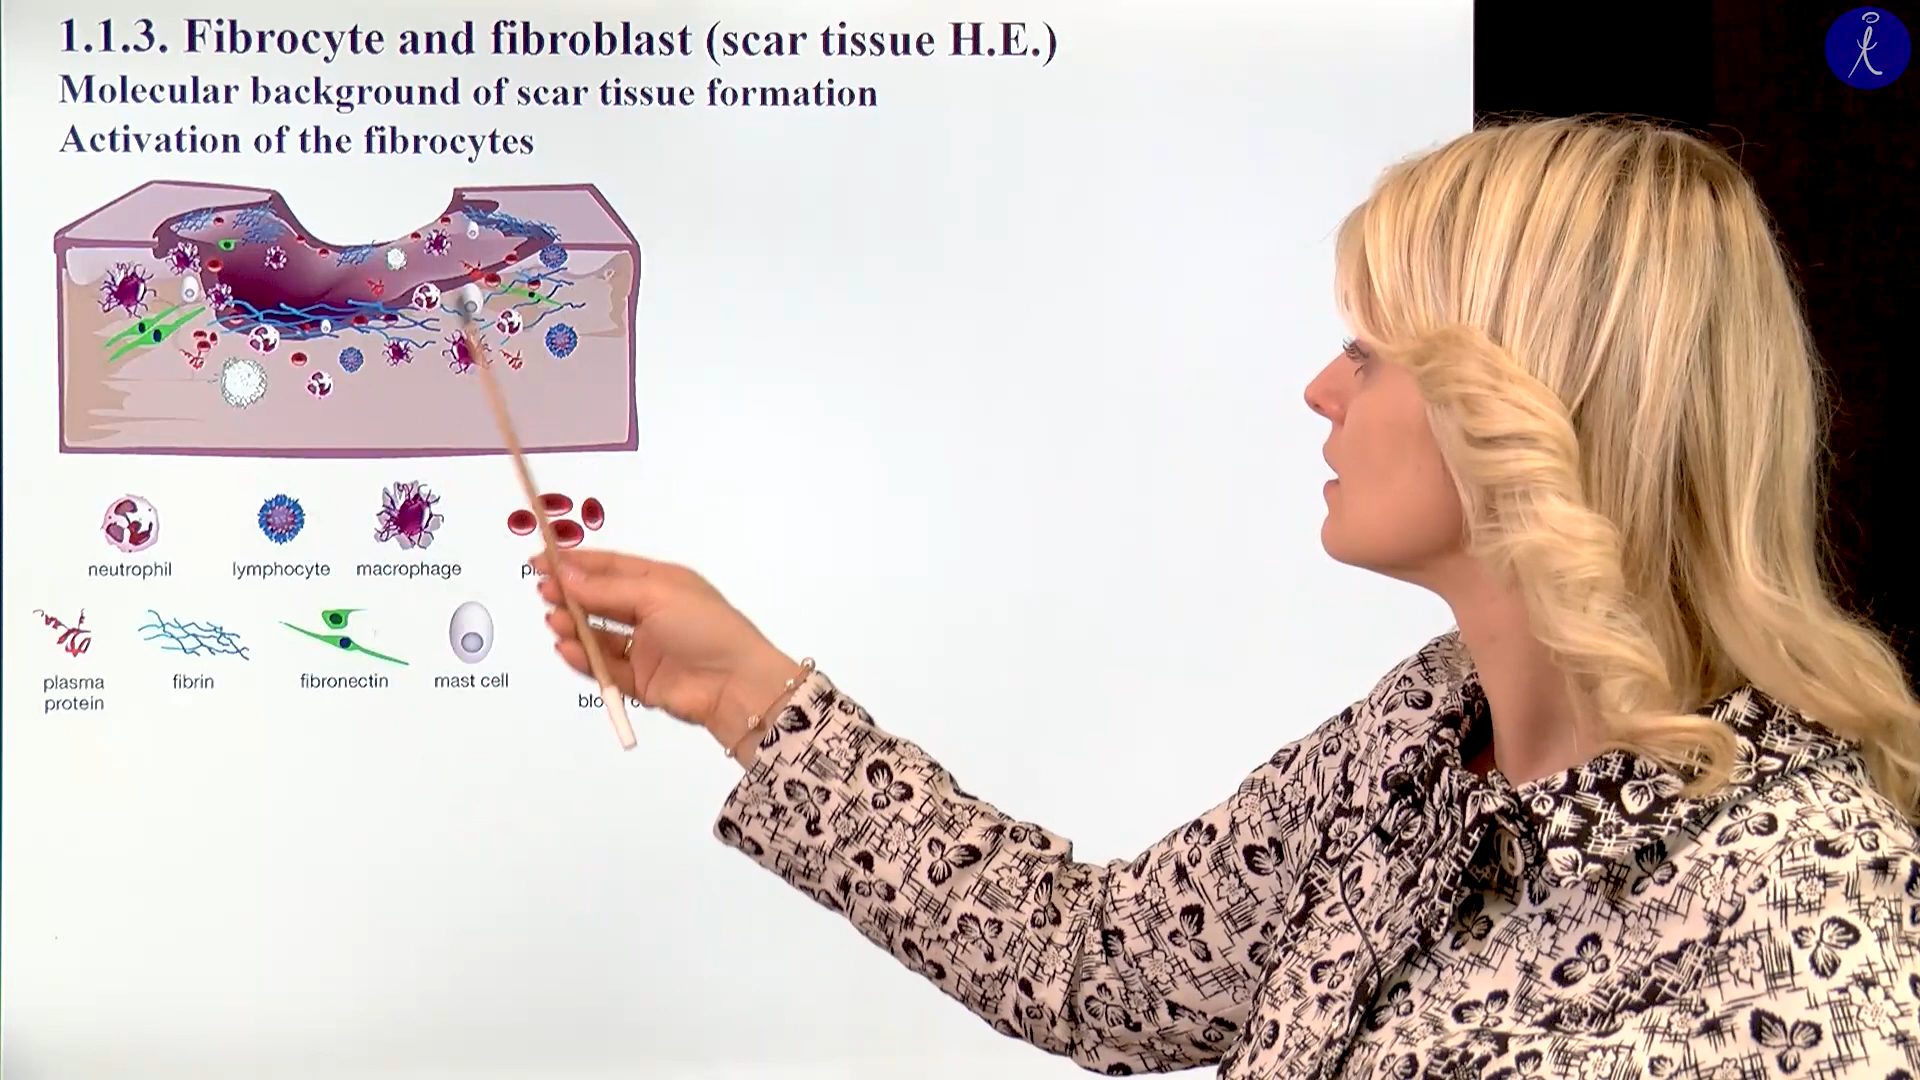 1.1.3. Fibrocyte and fibroblast (scar tissue H.E.)
Molecular background of scar tissue formation
Activation of the fibrocytes
neutrophil lymphocyte macrophage
plasma protein fibrin fibronectin mast cell